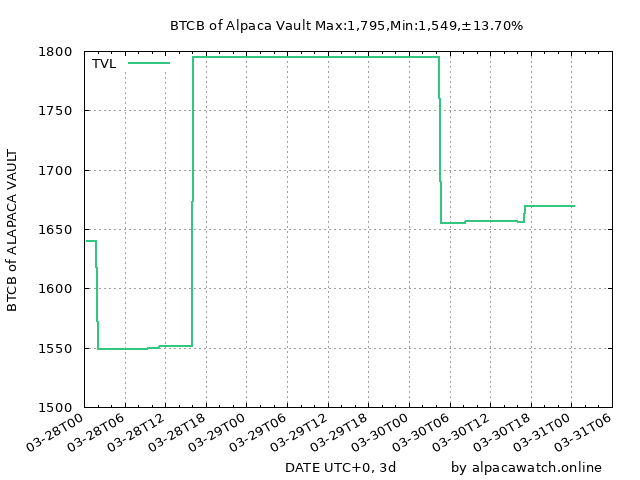 BTCB of Alpaca Vault Max:1,795,Min:1,549,±13.70%
TVL
1800
1750
1700
1650
1600
1550
1500
BTCB of ALAPACA VAULT
03-28T00
03-28T06
03-28T12
03-28T18
03-29T00
03-29T06
03-29T12
03-29T18
03-30T00
03-30T06
03-30T12
03-30T18
03-31T00
03-31T06
DATE UTC+0, 3d
by alpacawatch.online